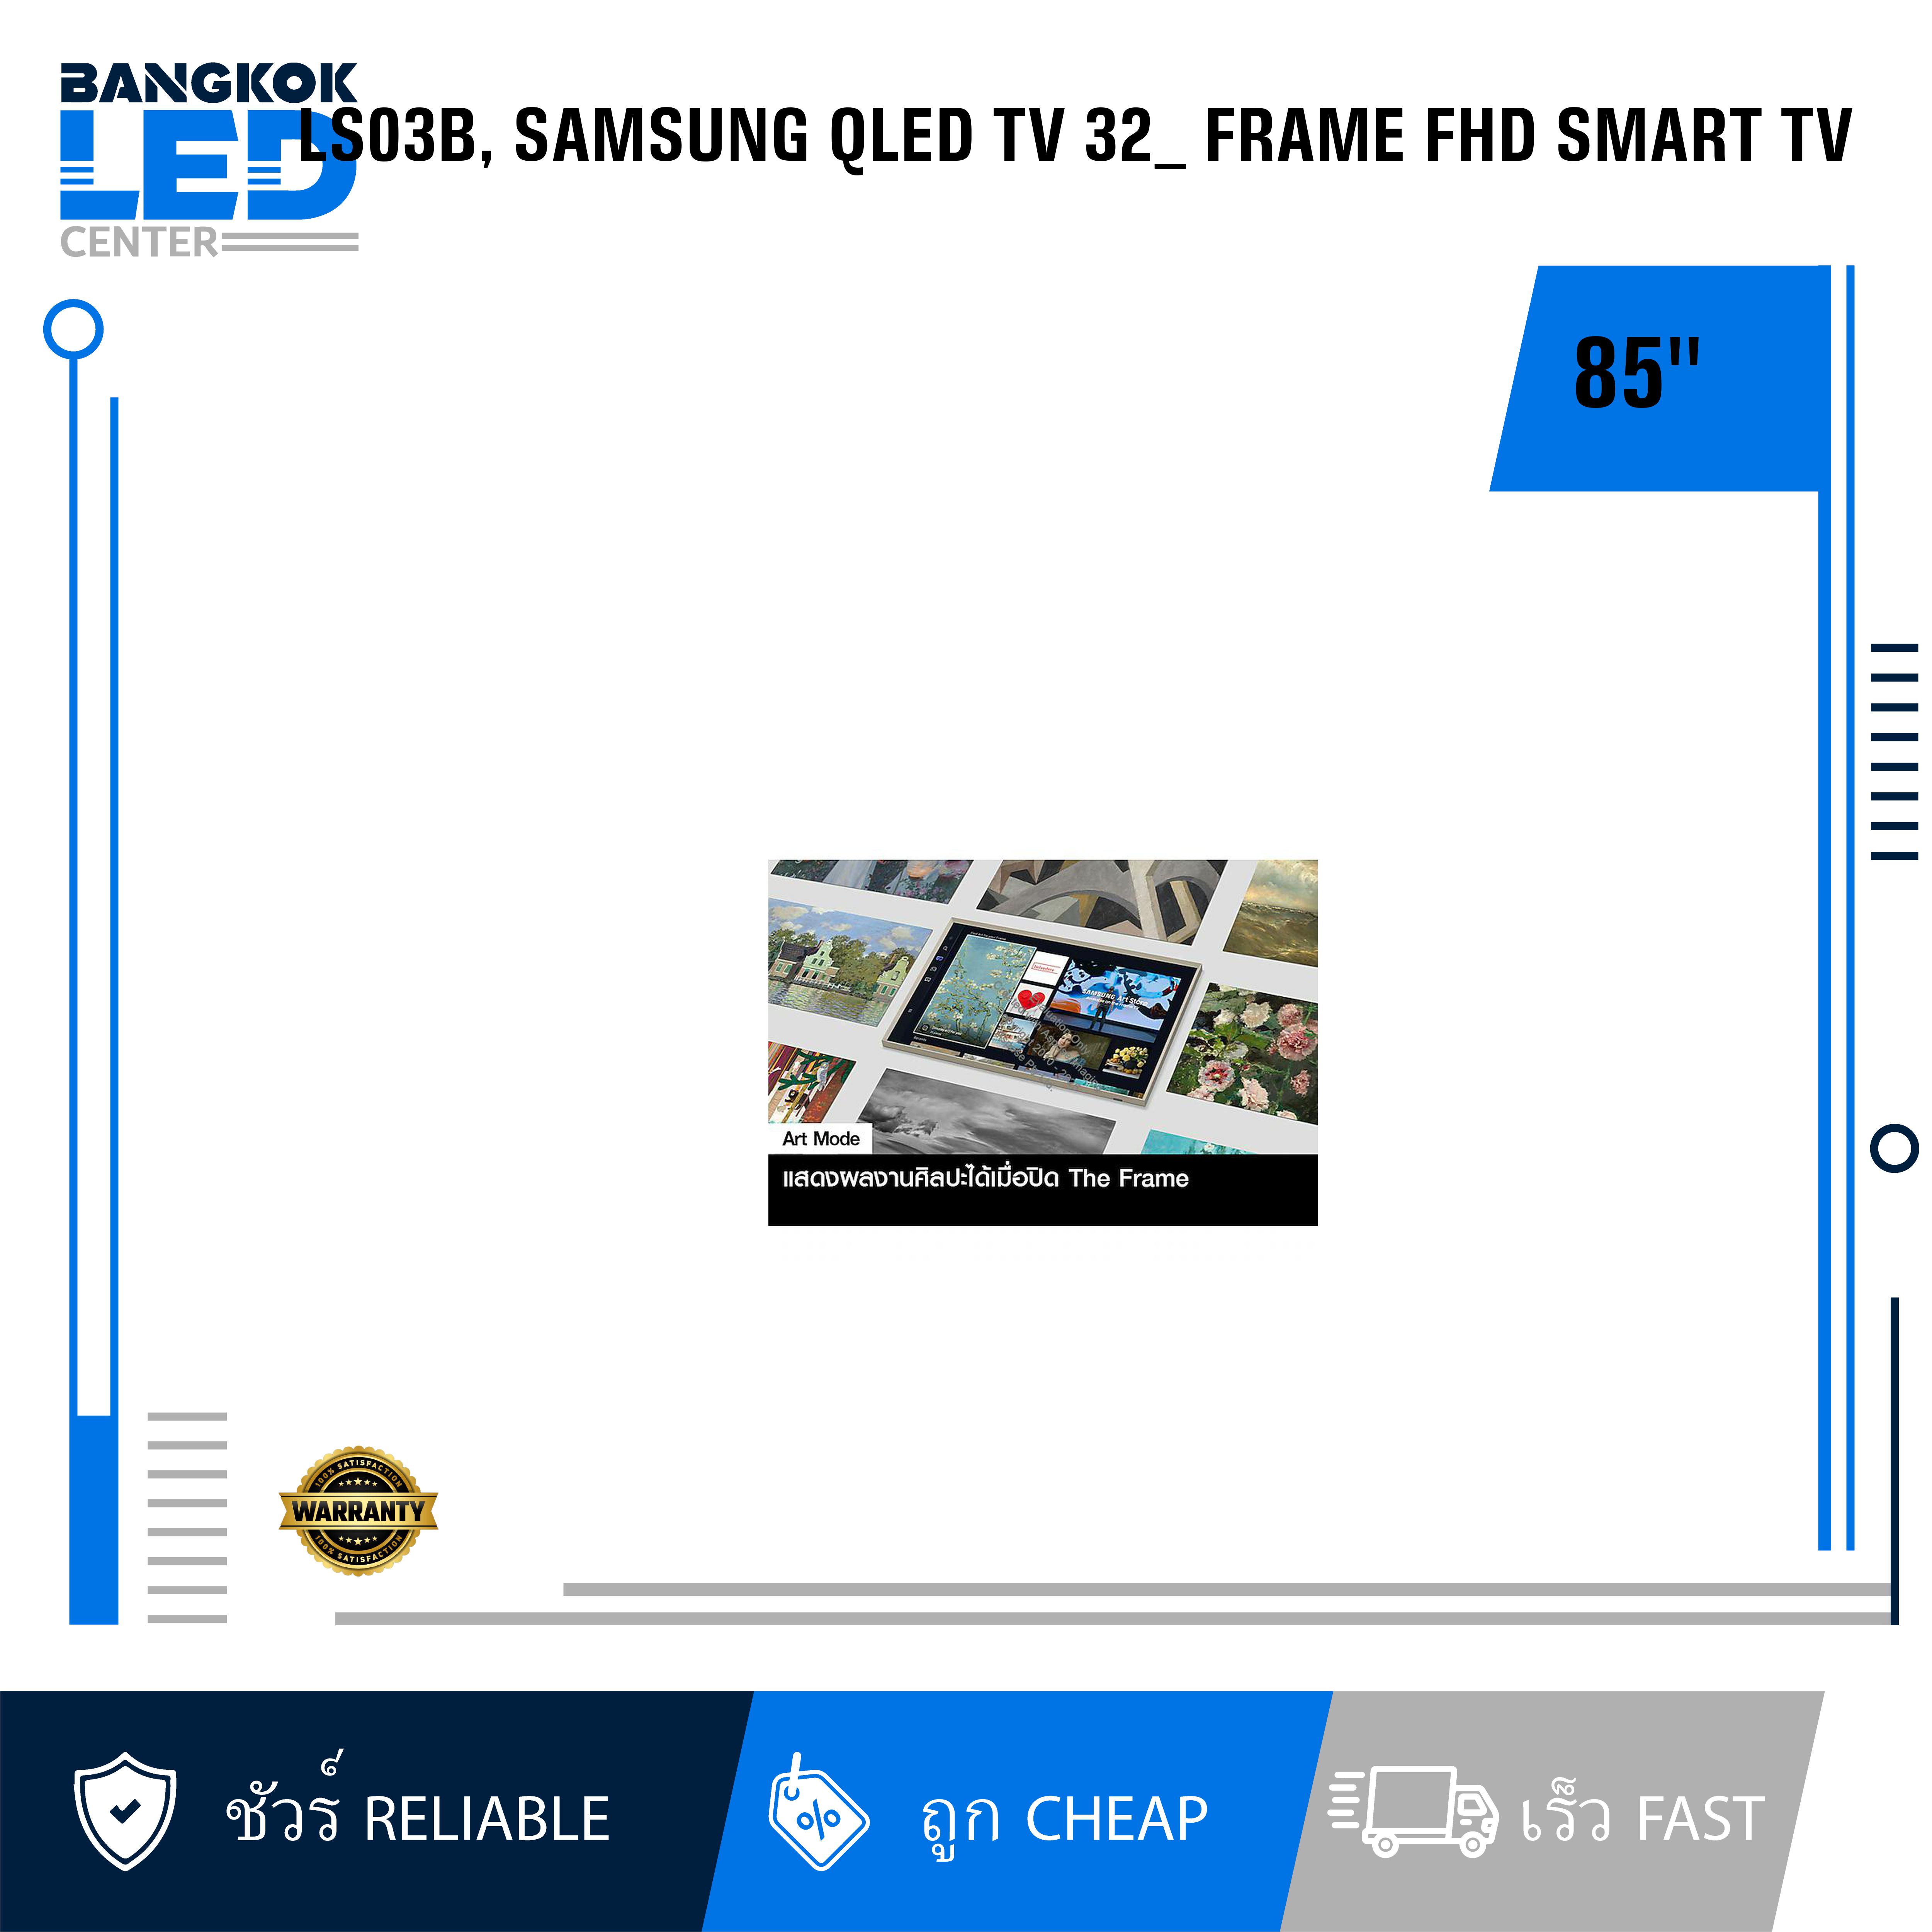 BANGKOK
LED
CENTER
LS03B, SAMSUNG QLED TV 32_ FRAME FHD SMART TV
85"
SAMSUNG Art Store
Art Mode
แสดงผลงานศิลปะได้เมื่อปิด The Frame
100% SATISFACTION
WARRANTY
100% SATISFACTION
ชัวร์ RELIABLE
ถูก CHEAP
เร็ว FAST